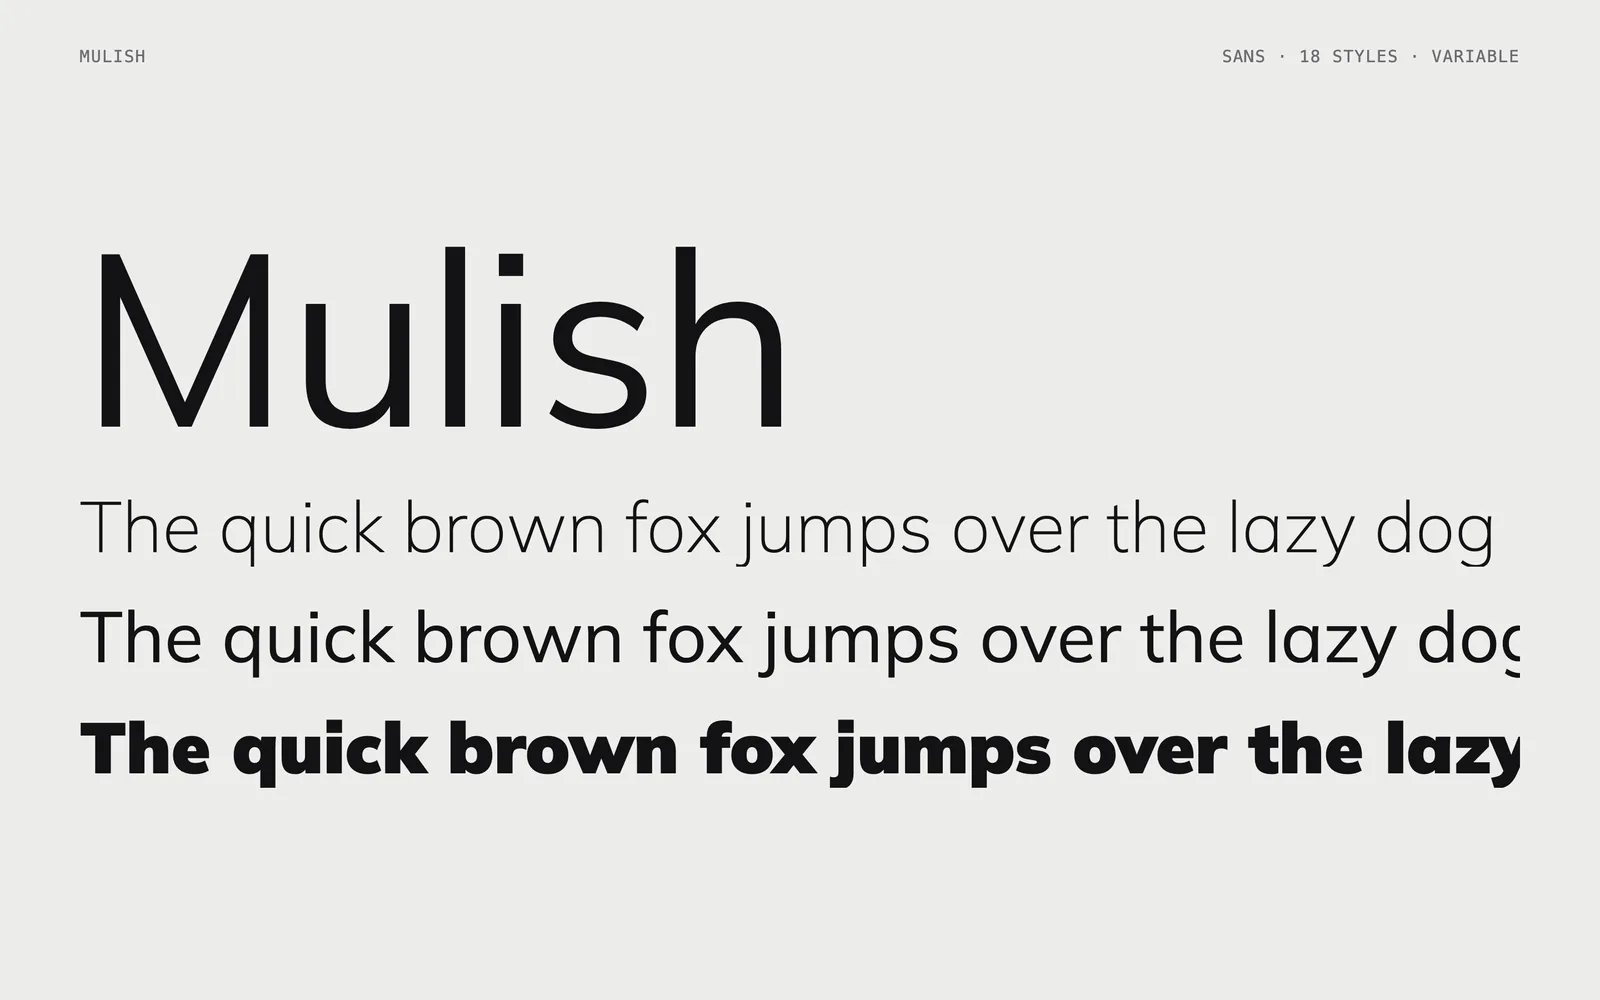 MULISH
SANS · 18 STYLES · VARIABLE
Mulish
The quick brown fox jumps over the lazy dog
The quick brown fox jumps over the lazy dog
The quick brown fox jumps over the lazy